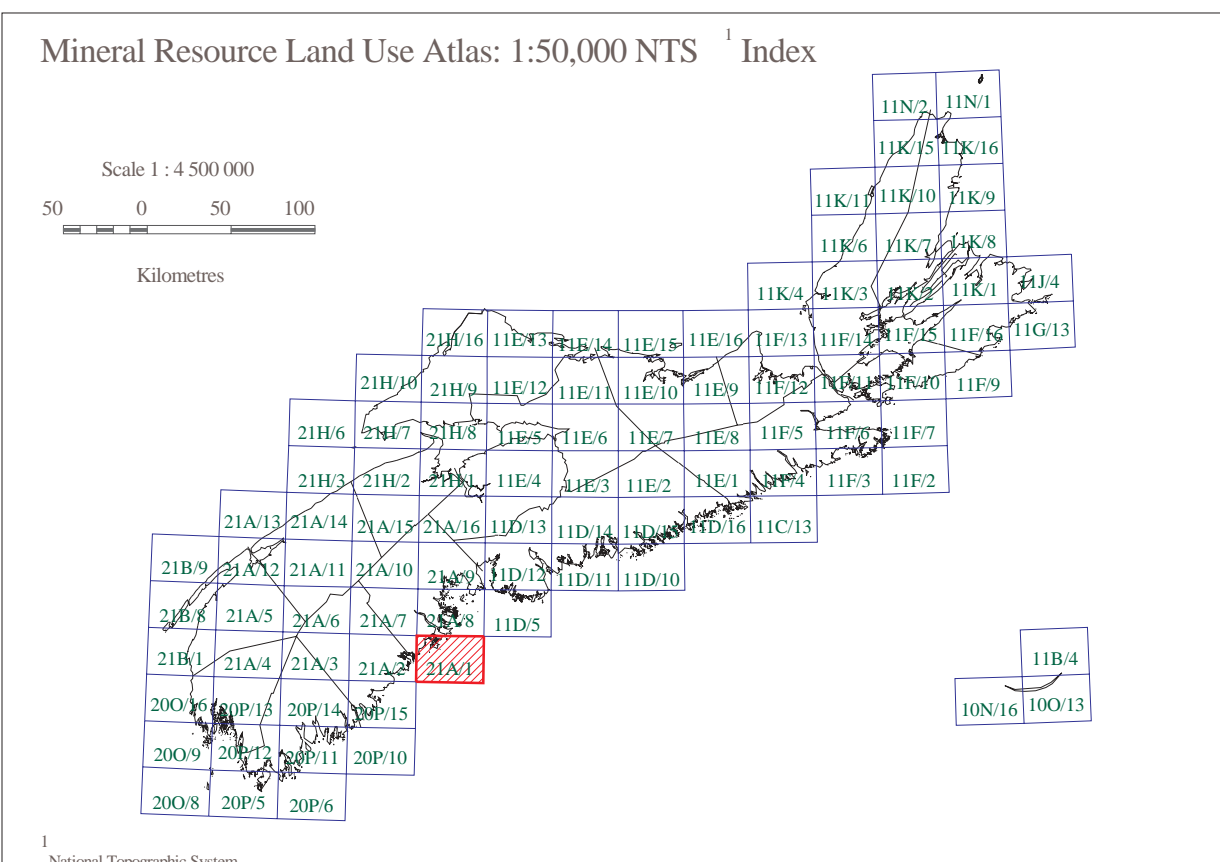 Mineral Resource Land Use Atlas: 1:50,000 NTS 1 Index
Scale 1 : 4 500 000
50 0 50 100
Kilometres
11N/2 11N/1
11K/15 11K/16
11K/11 11K/10 11K/9
11K/6 11K/7 11K/8
11K/4 11K/3 11K/2 11K/1 11J/4
21H/16 11E/13 11E/14 11E/15 11E/16 11F/13 11F/14 11F/15 11F/16 11G/13
21H/10 21H/9 11E/12 11E/11 11E/10 11E/9 11F/12 11F/11 11F/10 11F/9
21H/6 21H/7 21H/8 11E/5 11E/6 11E/7 11E/8 11F/5 11F/6 11F/7
21H/3 21H/2 21H/1 11E/4 11E/3 11E/2 11E/1 11F/4 11F/3 11F/2
21A/13 21A/14 21A/15 21A/16 11D/13 11D/14 11D/15 11D/16 11C/13
21B/9 21A/12 21A/11 21A/10 21A/9 11D/12 11D/11 11D/10
21B/8 21A/5 21A/6 21A/7 21A/8 11D/5
21B/1 21A/4 21A/3 21A/2 21A/1 11B/4
20O/16 20P/13 20P/14 20P/15 10N/16 10O/13
20O/9 20P/12 20P/11 20P/10
20O/8 20P/5 20P/6
1
National Topographic System